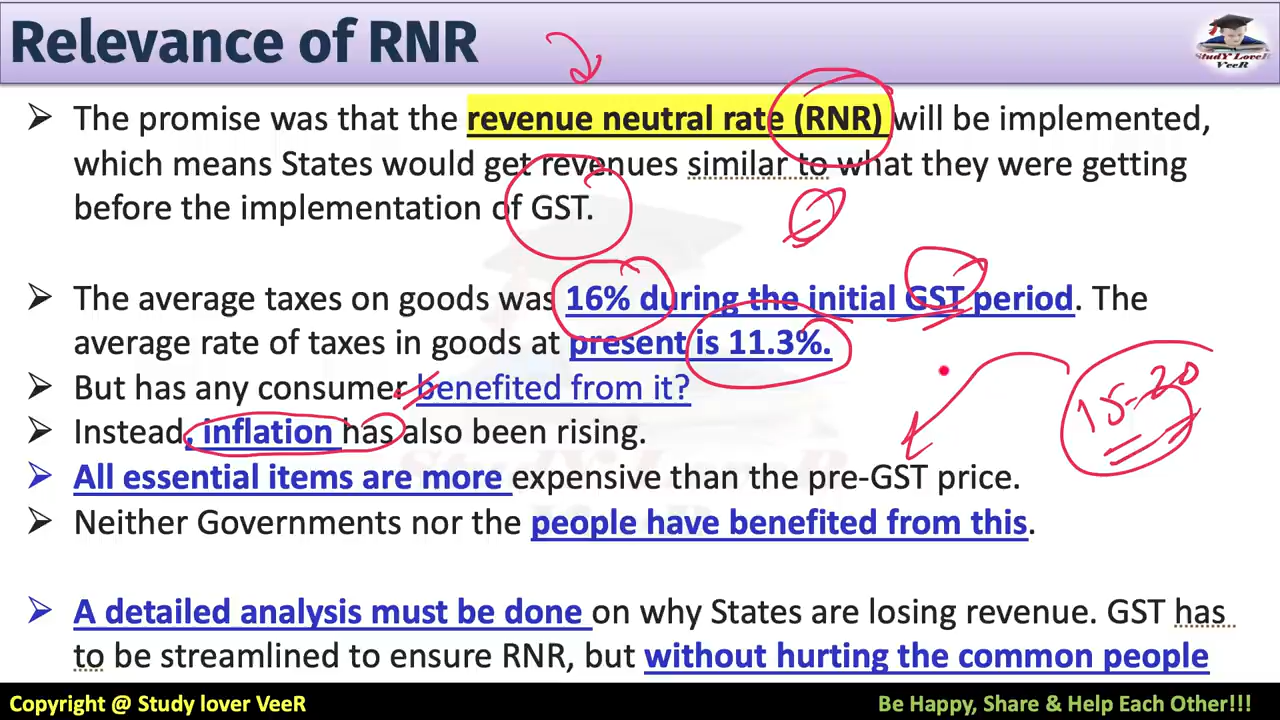 Relevance of RNR
StudY LoveR
VeeR
➤ The promise was that the revenue neutral rate (RNR) will be implemented,
which means States would get revenues similar to what they were getting
before the implementation of GST.
➤ The average taxes on goods was 16% during the initial GST period. The
average rate of taxes in goods at present is 11.3%.
➤ But has any consumer benefited from it?
15-20
➤ Instead, inflation has also been rising.
➤ All essential items are more expensive than the pre-GST price.
➤ Neither Governments nor the people have benefited from this.
➤ A detailed analysis must be done on why States are losing revenue. GST has
to be streamlined to ensure RNR, but without hurting the common people
Copyright @ Study lover VeeR
Be Happy, Share & Help Each Other!!!